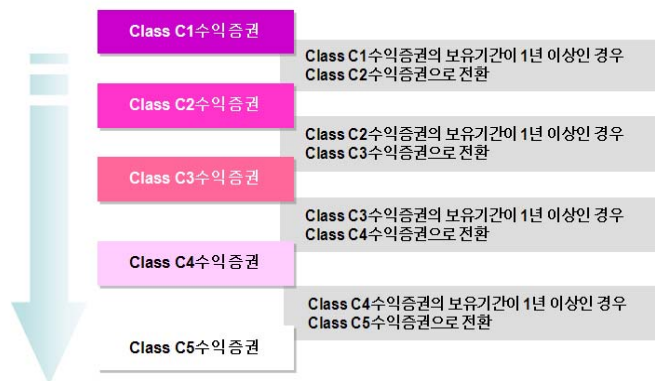 Class C1수익증권
Class C1수익증권의 보유기간이 1년 이상인 경우
Class C2수익증권으로 전환
Class C2수익증권
Class C2수익증권의 보유기간이 1년 이상인 경우
Class C3수익증권으로 전환
Class C3수익증권
Class C3수익증권의 보유기간이 1년 이상인 경우
Class C4수익증권으로 전환
Class C4수익증권
Class C4수익증권의 보유기간이 1년 이상인 경우
Class C5수익증권으로 전환
Class C5수익증권